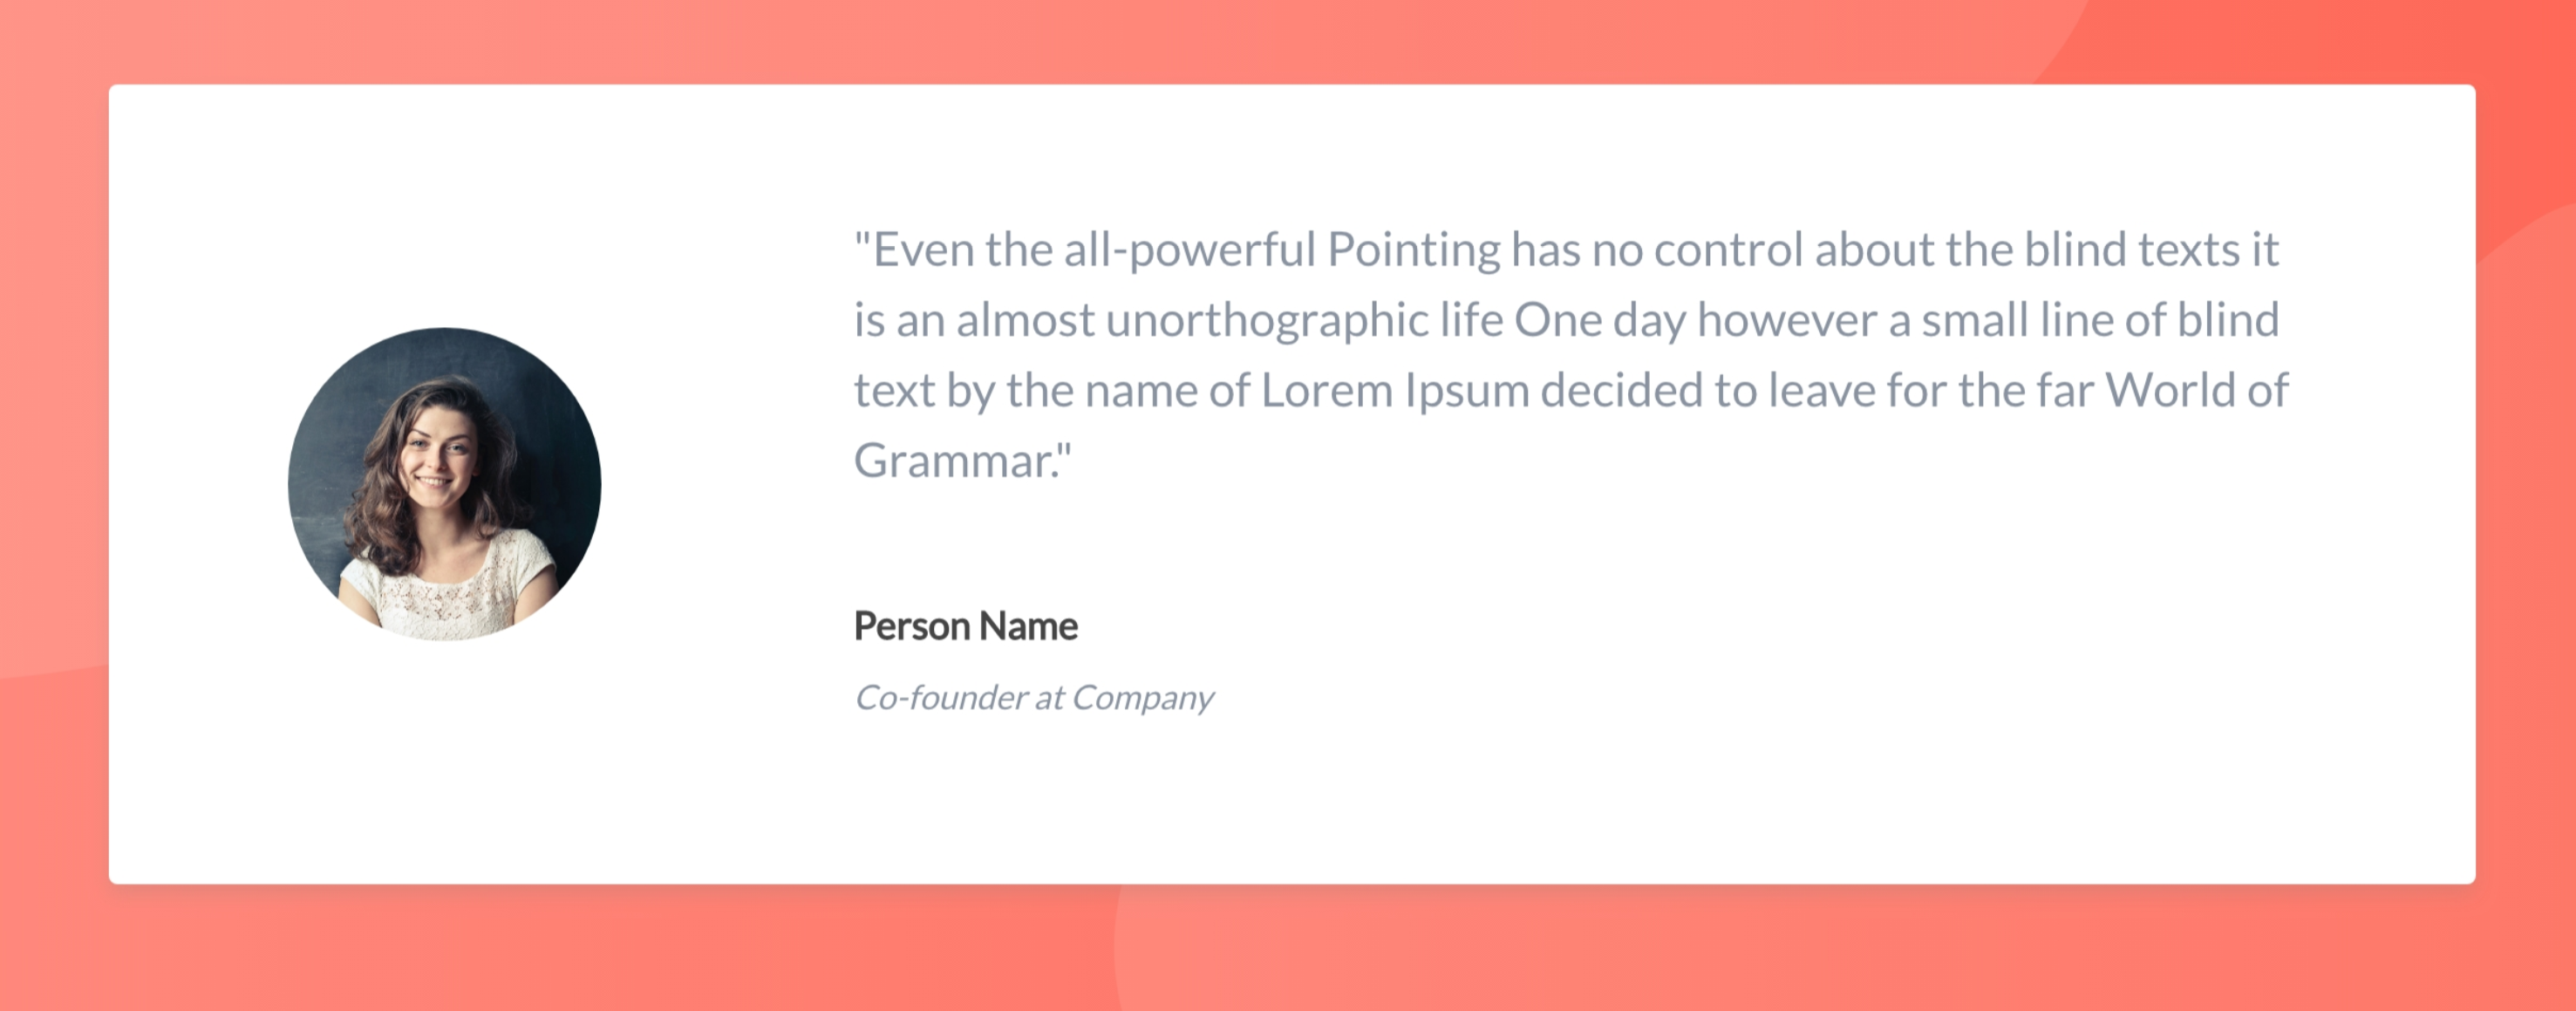 "Even the all-powerful Pointing has no control about the blind texts it
is an almost unorthographic life One day however a small line of blind
text by the name of Lorem Ipsum decided to leave for the far World of
Grammar."
Person Name
Co-founder at Company